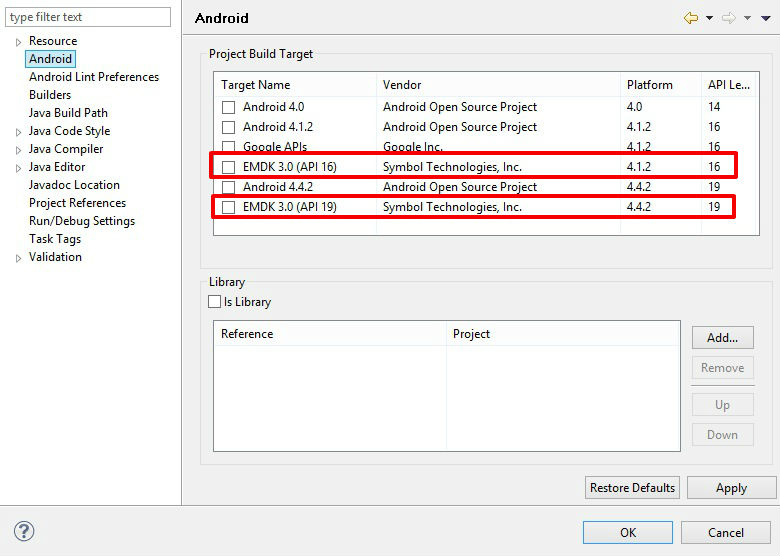 type filter text
Resource
Android
Android Lint Preferences
Builders
Java Build Path
Java Code Style
Java Compiler
Java Editor
Javadoc Location
Project References
Run/Debug Settings
Task Tags
Validation
Android
Project Build Target
Target Name Vendor Platform API Le...
Android 4.0 Android Open Source Project 4.0 14
Android 4.1.2 Android Open Source Project 4.1.2 16
Google APIs Google Inc. 4.1.2 16
EMDK 3.0 (API 16) Symbol Technologies, Inc. 4.1.2 16
Android 4.4.2 Android Open Source Project 4.4.2 19
EMDK 3.0 (API 19) Symbol Technologies, Inc. 4.4.2 19
Library
Is Library
Reference Project
Add...
Remove
Up
Down
Restore Defaults Apply
? OK Cancel